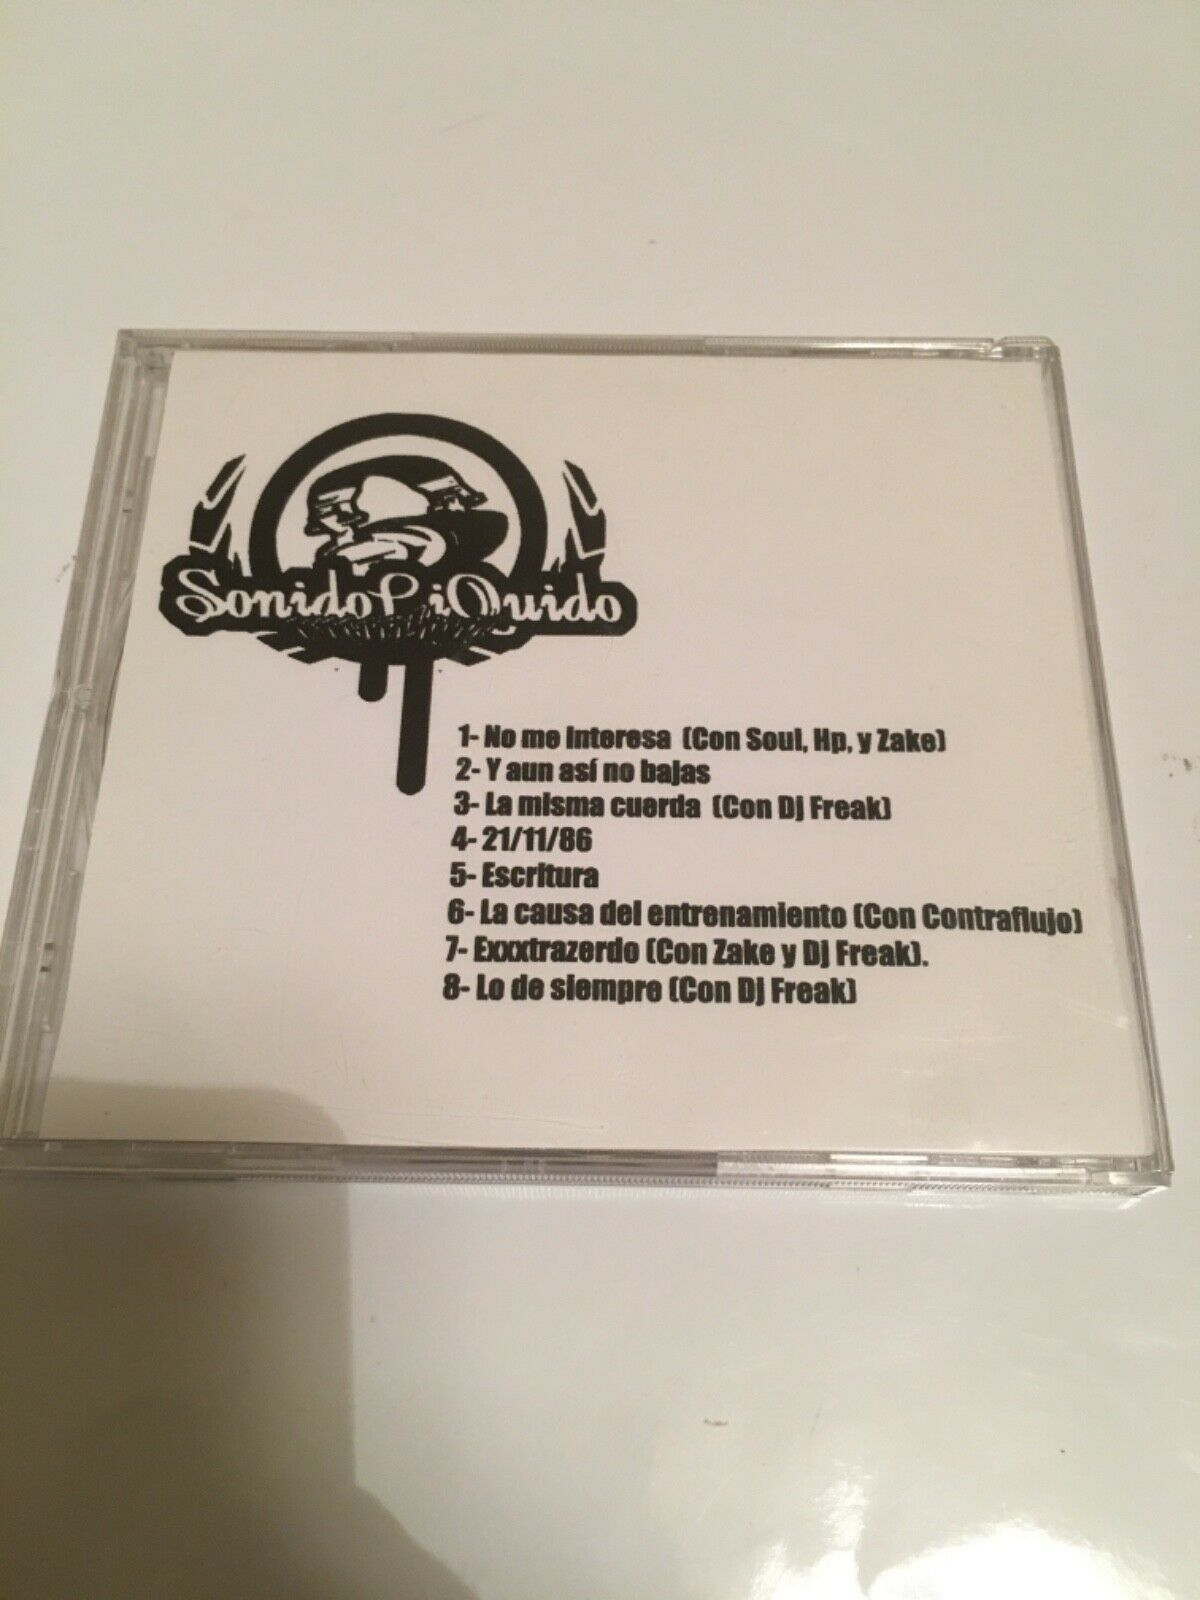 Sonido LiQuido
1- No me interesa (Con Soul, Hp, y Zake)
2- Y aun así no bajas
3- La misma cuerda (Con Dj Freak)
4- 21/11/86
5- Escritura
6- La causa del entrenamiento (Con Contraflujo)
7- Exxxtrazerdo (Con Zake y Dj Freak).
8- Lo de siempre (Con Dj Freak)